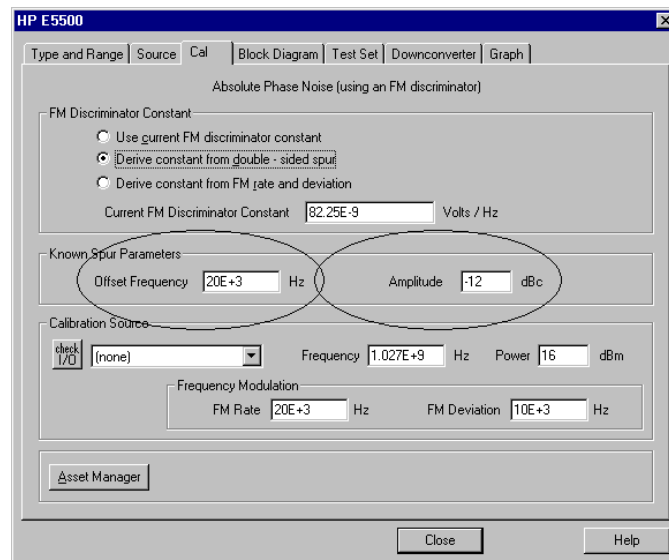 HP E5500
Type and Range Source Cal Block Diagram Test Set Downconverter Graph
Absolute Phase Noise (using an FM discriminator)
FM Discriminator Constant
Use current FM discriminator constant
Derive constant from double - sided spur
Derive constant from FM rate and deviation
Current FM Discriminator Constant 82.25E-9 Volts / Hz
Known Spur Parameters
Offset Frequency 20E+3 Hz Amplitude -12 dBc
Calibration Source
check I/O (none) Frequency 1.027E+9 Hz Power 16 dBm
Frequency Modulation
FM Rate 20E+3 Hz FM Deviation 10E+3 Hz
Asset Manager
Close Help